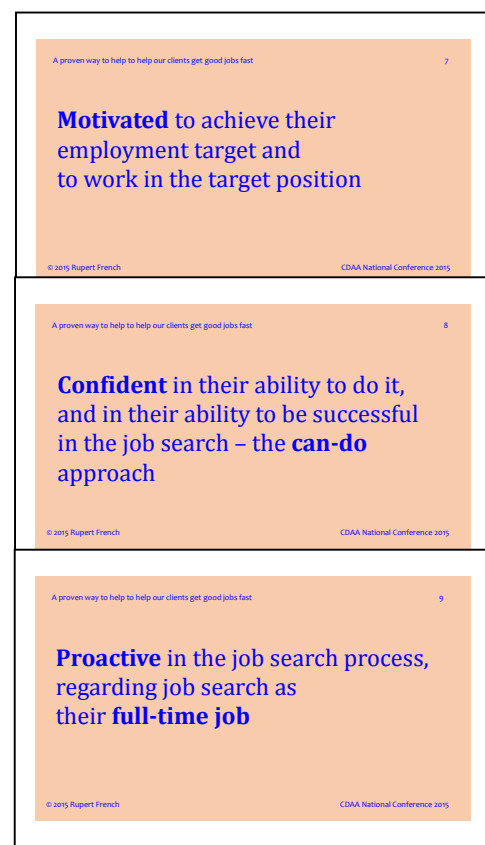 A proven way to help to help our clients get good jobs fast 7
Motivated to achieve their
employment target and
to work in the target position
© 2015 Rupert French CDAA National Conference 2015
A proven way to help to help our clients get good jobs fast 8
Confident in their ability to do it,
and in their ability to be successful
in the job search – the can-do
approach
© 2015 Rupert French CDAA National Conference 2015
A proven way to help to help our clients get good jobs fast 9
Proactive in the job search process,
regarding job search as
their full-time job
© 2015 Rupert French CDAA National Conference 2015